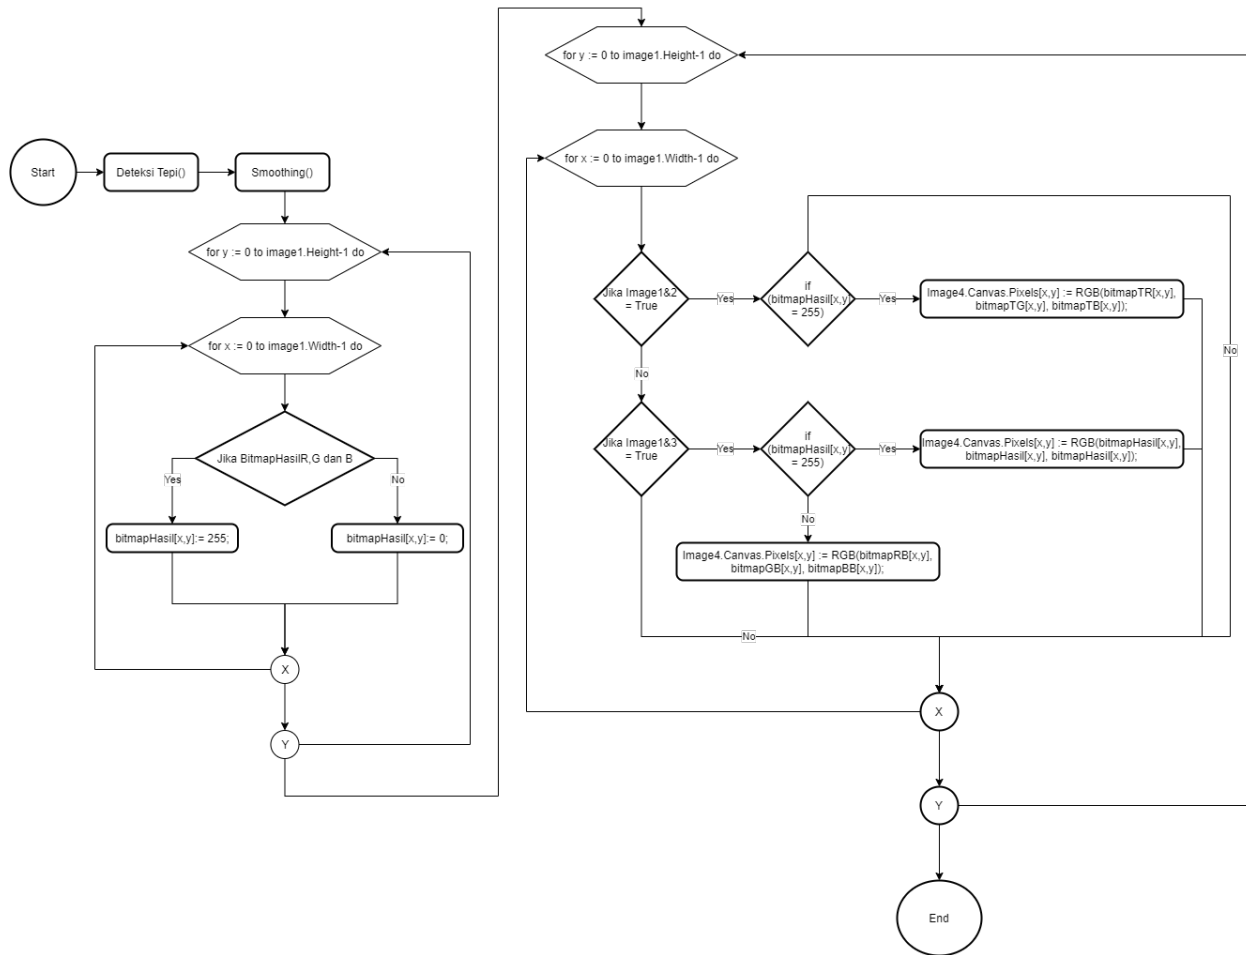 Start
Deteksi Tepi()
Smoothing()
for y := 0 to image1.Height-1 do
for x := 0 to image1.Width-1 do
Jika BitmapHasilR,G dan B
Yes
No
bitmapHasil[x,y]:= 255;
bitmapHasil[x,y]:= 0;
X
Y
for y := 0 to image1.Height-1 do
for x := 0 to image1.Width-1 do
Jika Image1&2
= True
Yes
if
(bitmapHasil[x,y]
= 255)
Yes
Image4.Canvas.Pixels[x,y] := RGB(bitmapTR[x,y],
bitmapTG[x,y], bitmapTB[x,y]);
No
No
Jika Image1&3
= True
Yes
if
(bitmapHasil[x,y]
= 255)
Yes
Image4.Canvas.Pixels[x,y] := RGB(bitmapHasil[x,y],
bitmapHasil[x,y], bitmapHasil[x,y]);
No
Image4.Canvas.Pixels[x,y] := RGB(bitmapRB[x,y],
bitmapGB[x,y], bitmapBB[x,y]);
No
X
Y
End